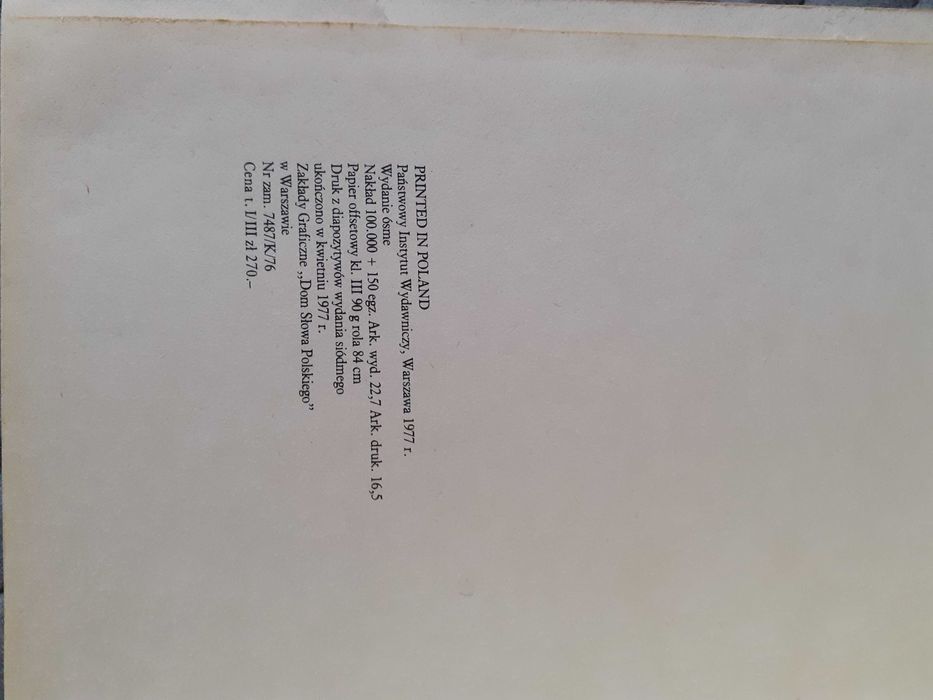 PRINTED IN POLAND
Państwowy Instytut Wydawniczy, Warszawa 1977 r.
Wydanie ósme
Nakład 100.000 + 150 egz. Ark. wyd. 22,7 Ark. druk. 16,5
Papier offsetowy kl. III 90 g rola 84 cm
Druk z diapozytywów wydania siódmego
ukończono w kwietniu 1977 r.
Zakłady Graficzne „Dom Słowa Polskiego”
w Warszawie
Nr zam. 7487/K/76
Cena t. I/III zł 270.–